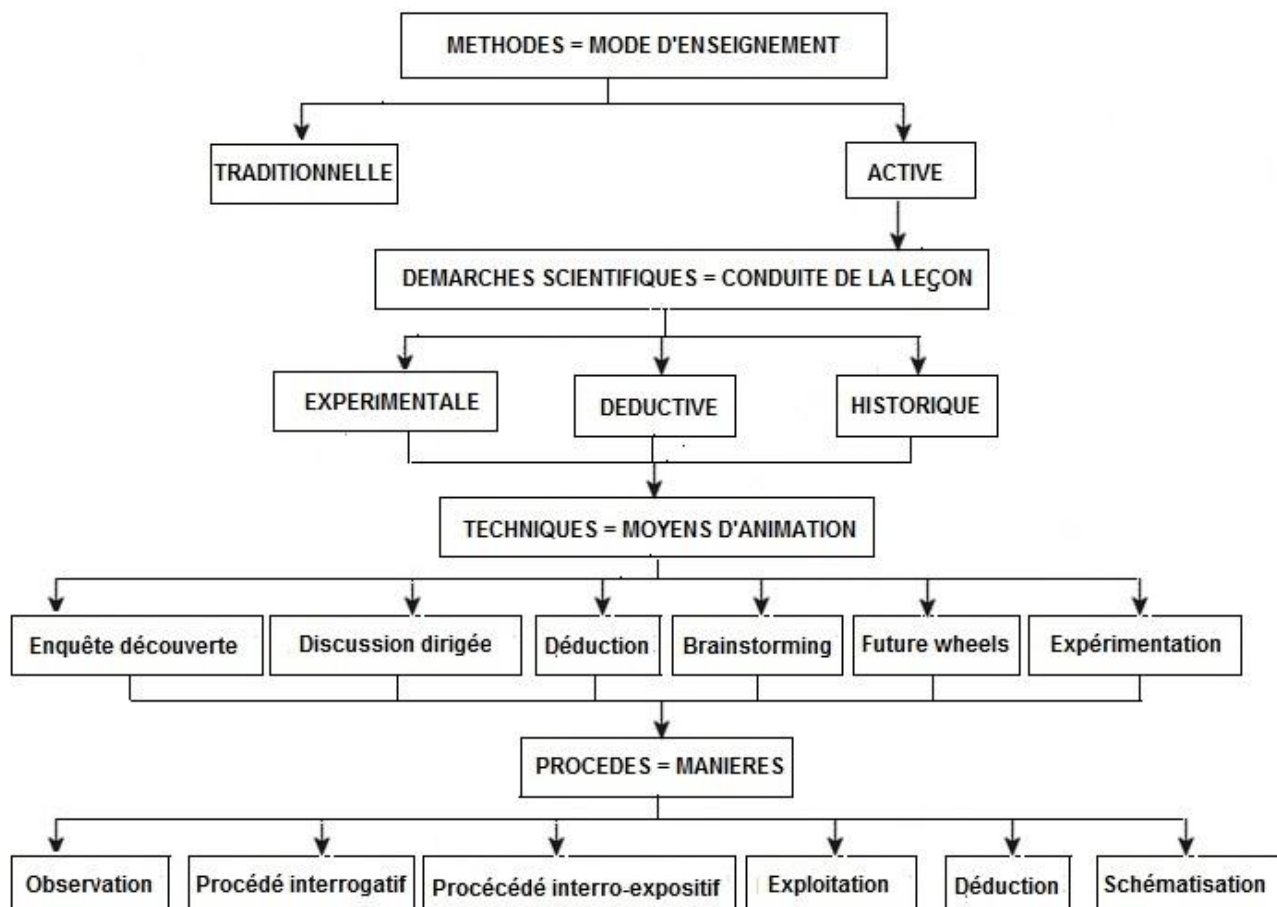 METHODES = MODE D'ENSEIGNEMENT
TRADITIONNELLE
ACTIVE
DEMARCHES SCIENTIFIQUES = CONDUITE DE LA LEÇON
EXPERIMENTALE
DEDUCTIVE
HISTORIQUE
TECHNIQUES = MOYENS D'ANIMATION
Enquête découverte
Discussion dirigée
Déduction
Brainstorming
Future wheels
Expérimentation
PROCEDES = MANIERES
Observation
Procédé interrogatif
Procécédé interro-expositif
Exploitation
Déduction
Schématisation